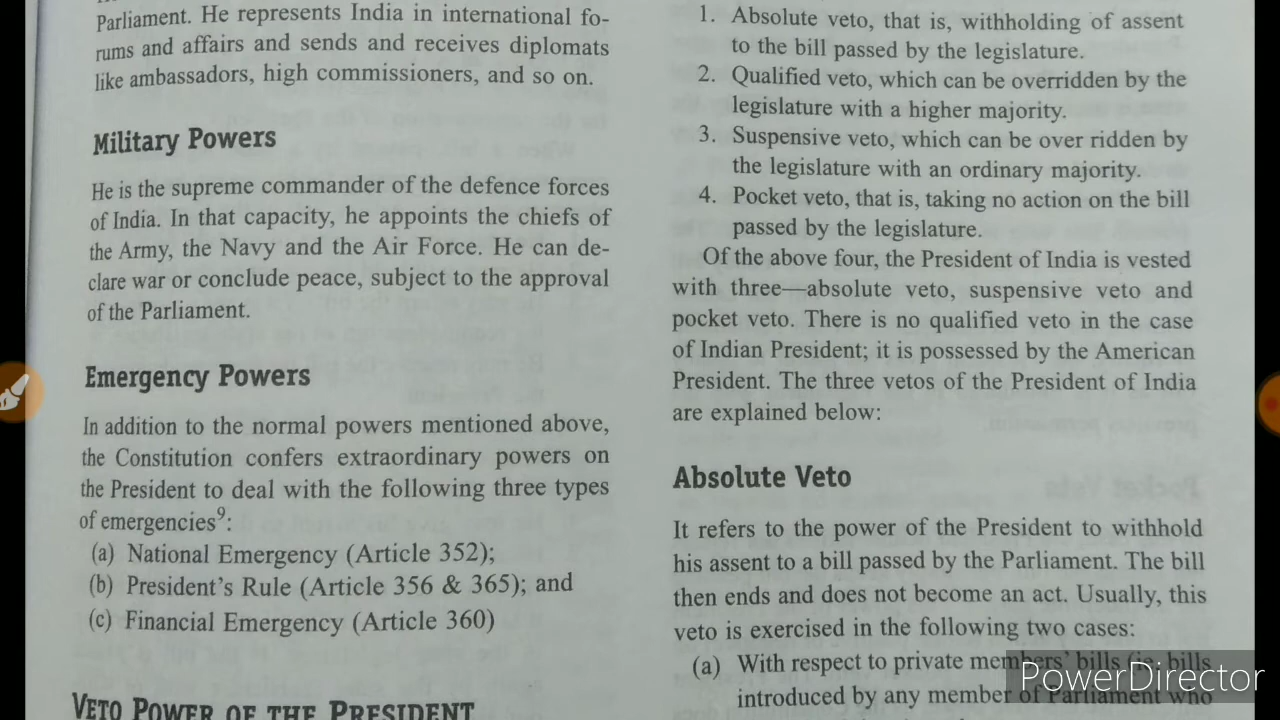 Parliament. He represents India in international fo-
rums and affairs and sends and receives diplomats
like ambassadors, high commissioners, and so on.
Military Powers
He is the supreme commander of the defence forces
of India. In that capacity, he appoints the chiefs of
the Army, the Navy and the Air Force. He can de-
clare war or conclude peace, subject to the approval
of the Parliament.
Emergency Powers
In addition to the normal powers mentioned above,
the Constitution confers extraordinary powers on
the President to deal with the following three types
of emergencies⁹:
(a) National Emergency (Article 352);
(b) President's Rule (Article 356 & 365); and
(c) Financial Emergency (Article 360)
VETO POWER OF THE PRESIDENT
1. Absolute veto, that is, withholding of assent
to the bill passed by the legislature.
2. Qualified veto, which can be overridden by the
legislature with a higher majority.
3. Suspensive veto, which can be over ridden by
the legislature with an ordinary majority.
4. Pocket veto, that is, taking no action on the bill
passed by the legislature.
Of the above four, the President of India is vested
with three—absolute veto, suspensive veto and
pocket veto. There is no qualified veto in the case
of Indian President; it is possessed by the American
President. The three vetos of the President of India
are explained below:
Absolute Veto
It refers to the power of the President to withhold
his assent to a bill passed by the Parliament. The bill
then ends and does not become an act. Usually, this
veto is exercised in the following two cases:
(a) With respect to private members' bills (ie, bills
introduced by any member of Parliament who
PowerDirector